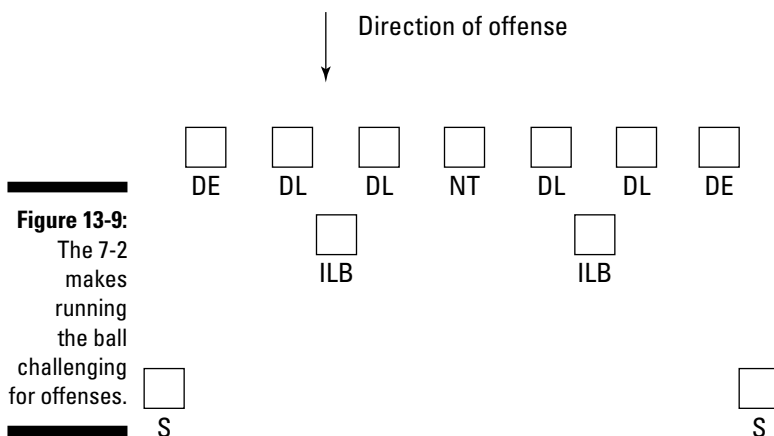 Direction of offense
DE DL DL NT DL DL DE
ILB ILB
Figure 13-9:
The 7-2
makes
running
the ball
challenging
for offenses.
S S